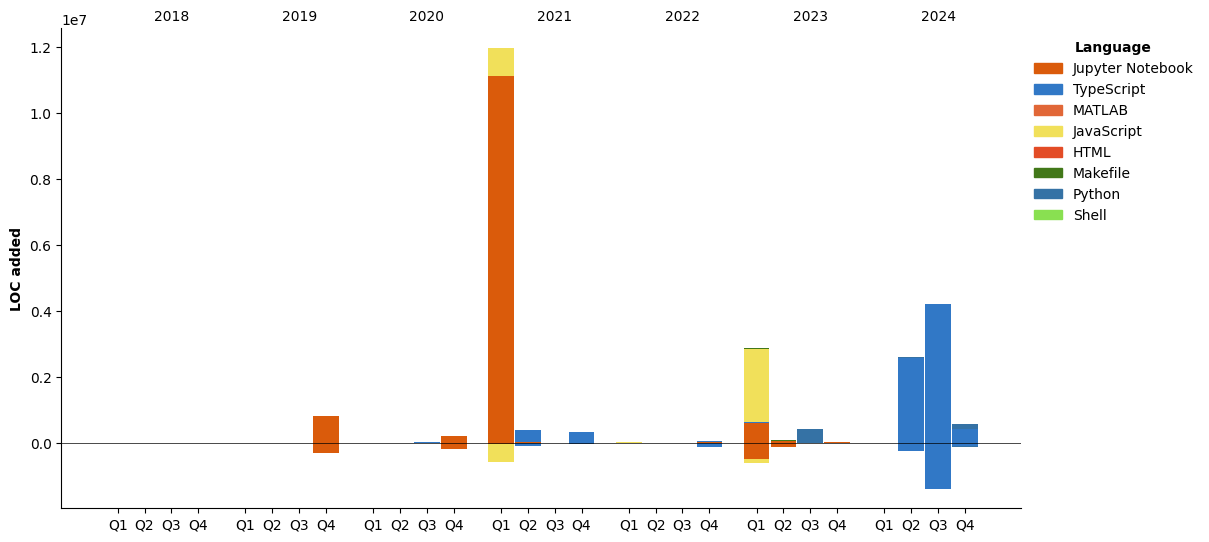 1e7
2018 2019 2020 2021 2022 2023 2024
Language
Jupyter Notebook
TypeScript
MATLAB
JavaScript
HTML
Makefile
Python
Shell
LOC added
1.2
1.0
0.8
0.6
0.4
0.2
0.0
Q1 Q2 Q3 Q4 Q1 Q2 Q3 Q4 Q1 Q2 Q3 Q4 Q1 Q2 Q3 Q4 Q1 Q2 Q3 Q4 Q1 Q2 Q3 Q4 Q1 Q2 Q3 Q4